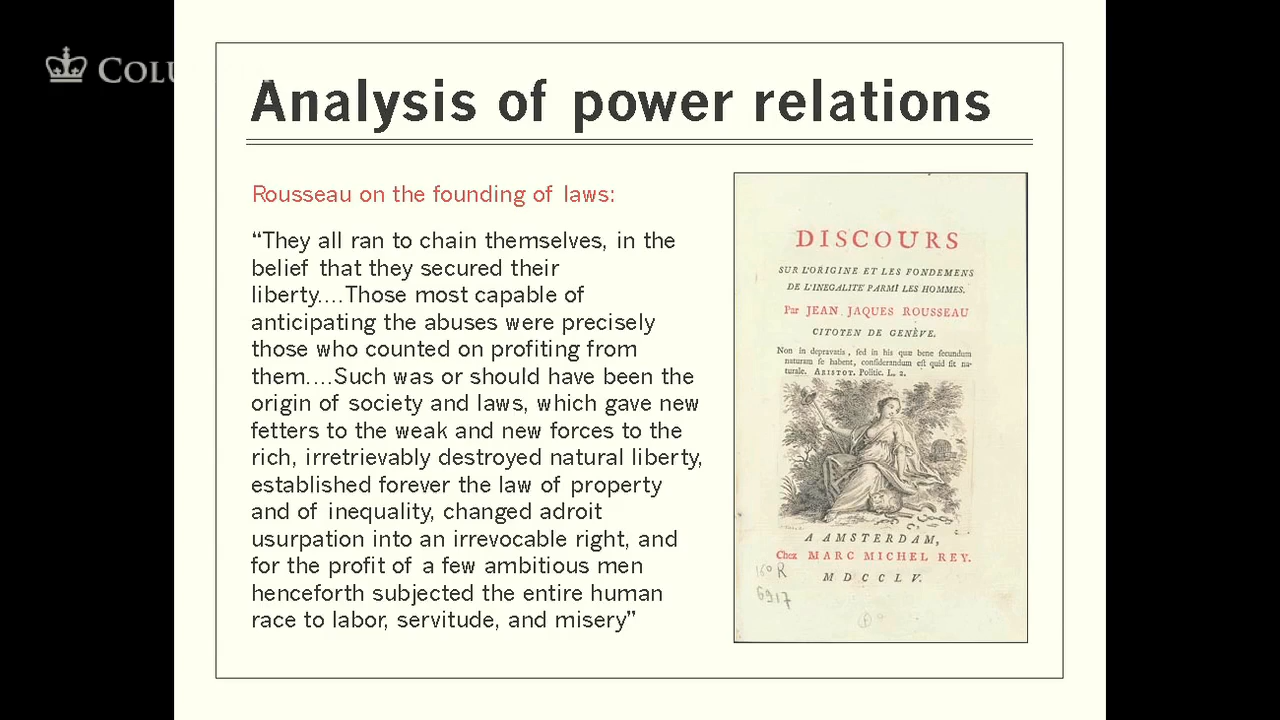 COLU
Analysis of power relations
Rousseau on the founding of laws:
“They all ran to chain themselves, in the
belief that they secured their
liberty....Those most capable of
anticipating the abuses were precisely
those who counted on profiting from
them....Such was or should have been the
origin of society and laws, which gave new
fetters to the weak and new forces to the
rich, irretrievably destroyed natural liberty,
established forever the law of property
and of inequality, changed adroit
usurpation into an irrevocable right, and
for the profit of a few ambitious men
henceforth subjected the entire human
race to labor, servitude, and misery”
DISCOURS
SUR L'ORIGINE ET LES FONDEMENS
DE L'INEGALITE PARMI LES HOMMES.
Par JEAN JAQUES ROUSSEAU
CITOYEN DE GENÈVE.
Non in depravatis, sed in his quæ bene secundum
naturam se habent, considerandum est quid sit na-
turale. ARISTOT. Politic. L. 2.
A AMSTERDAM,
Chez MARC MICHEL REY.
MDCCLV.
160 R
6917